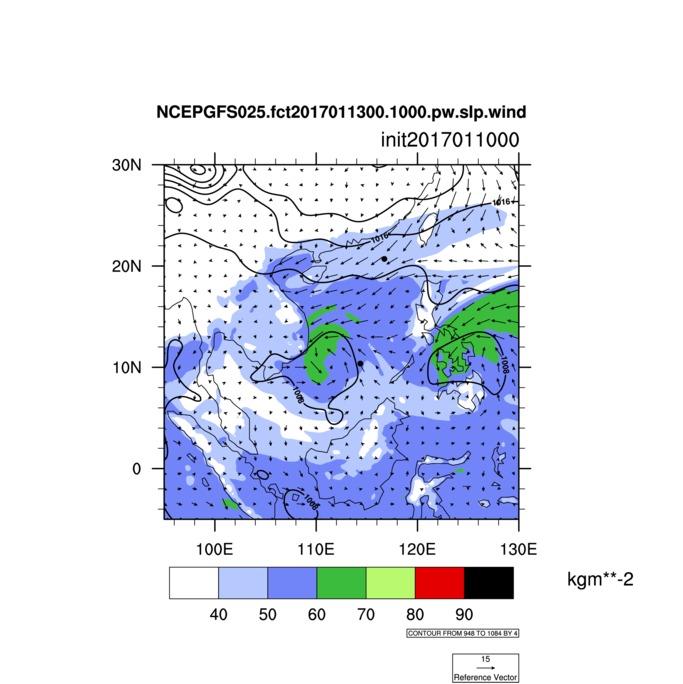 NCEPGFS025.fct2017011300.1000.pw.slp.wind
init2017011000
30N
1016
1016
20N
10N
1008
1008
0
1008
100E 110E 120E 130E
40 50 60 70 80 90
kgm**-2
CONTOUR FROM 948 TO 1084 BY 4
15
Reference Vector